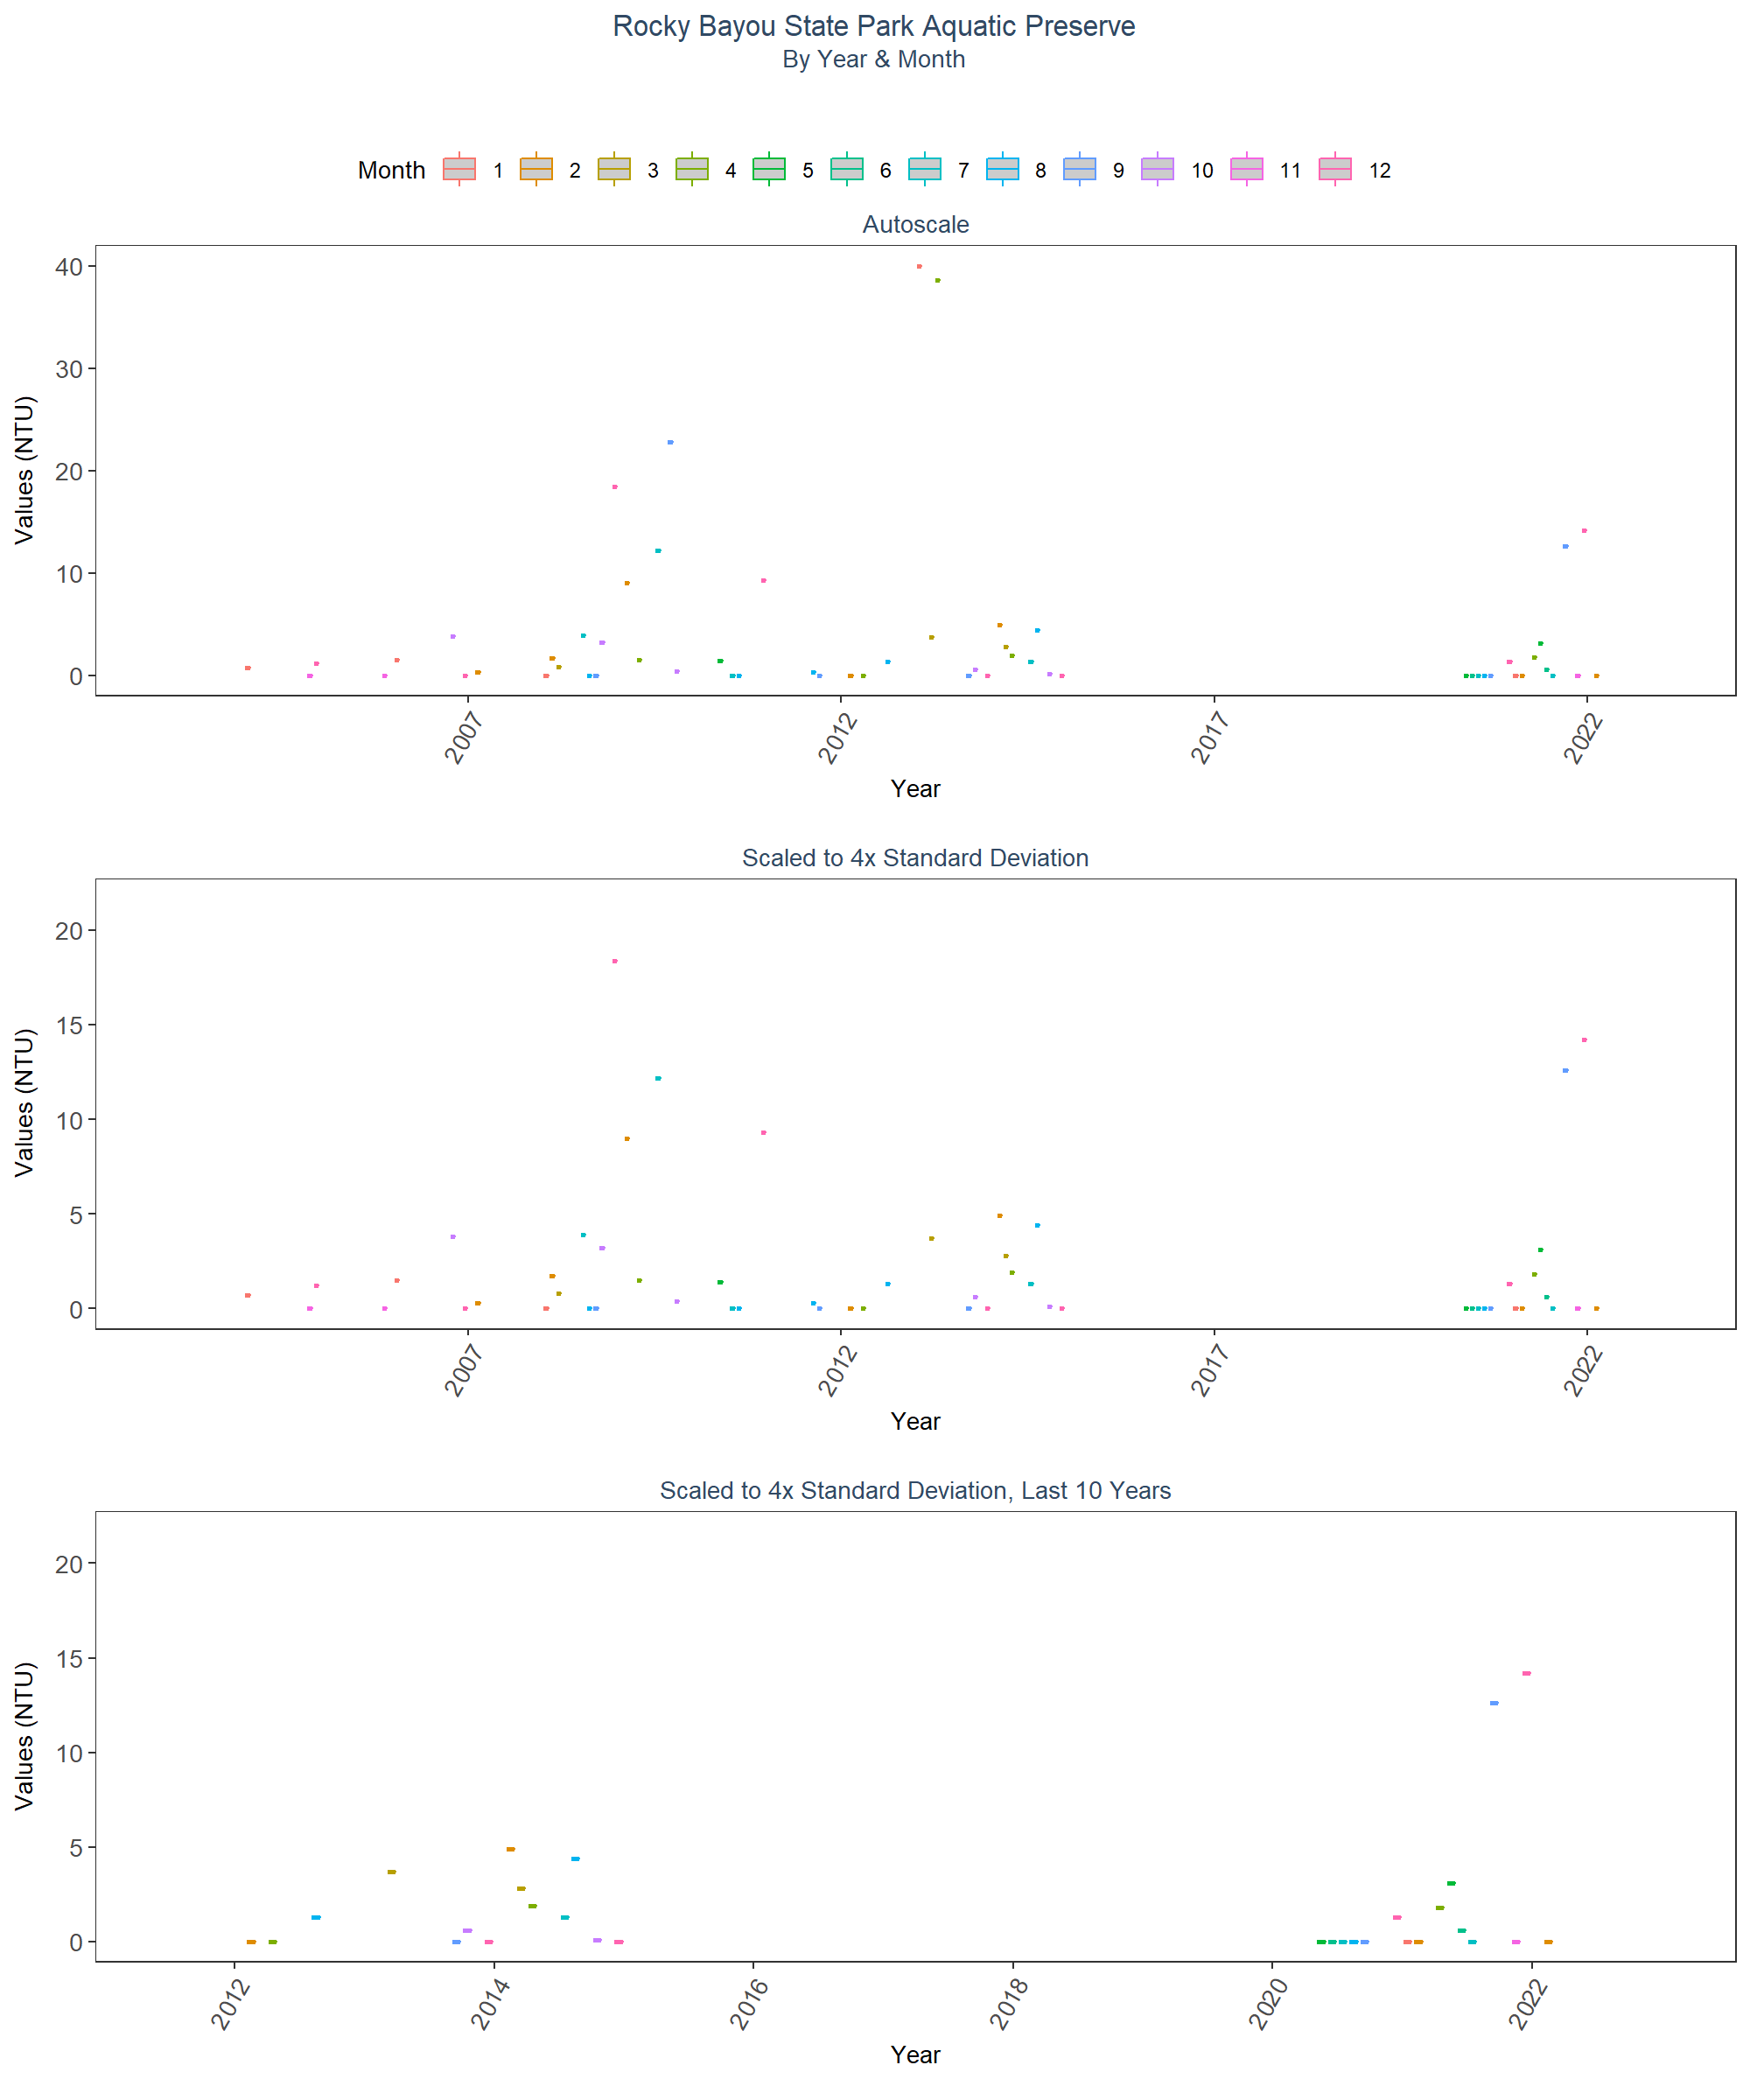 Rocky Bayou State Park Aquatic Preserve
By Year & Month
Month 1 2 3 4 5 6 7 8 9 10 11 12
Autoscale
Values (NTU)
40
30
20
10
0
2007 2012 2017 2022
Year
Scaled to 4x Standard Deviation
Values (NTU)
20
15
10
5
0
2007 2012 2017 2022
Year
Scaled to 4x Standard Deviation, Last 10 Years
Values (NTU)
20
15
10
5
0
2012 2014 2016 2018 2020 2022
Year